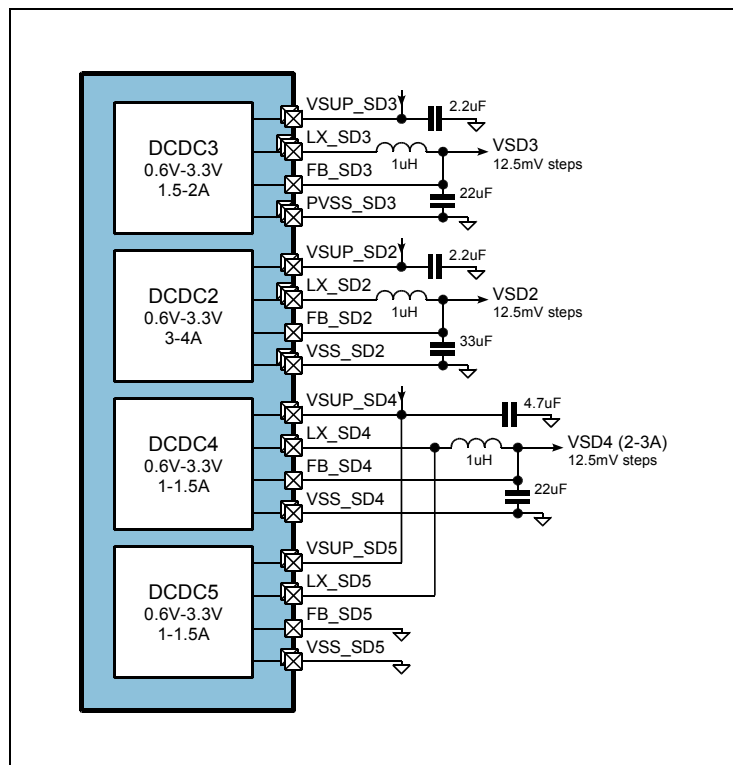 DCDC3
0.6V-3.3V
1.5-2A
VSUP_SD3
2.2uF
LX_SD3
1uH
VSD3
12.5mV steps
FB_SD3
22uF
PVSS_SD3
DCDC2
0.6V-3.3V
3-4A
VSUP_SD2
2.2uF
LX_SD2
1uH
VSD2
12.5mV steps
FB_SD2
33uF
VSS_SD2
DCDC4
0.6V-3.3V
1-1.5A
VSUP_SD4
4.7uF
LX_SD4
1uH
VSD4 (2-3A)
12.5mV steps
FB_SD4
22uF
VSS_SD4
DCDC5
0.6V-3.3V
1-1.5A
VSUP_SD5
LX_SD5
FB_SD5
VSS_SD5